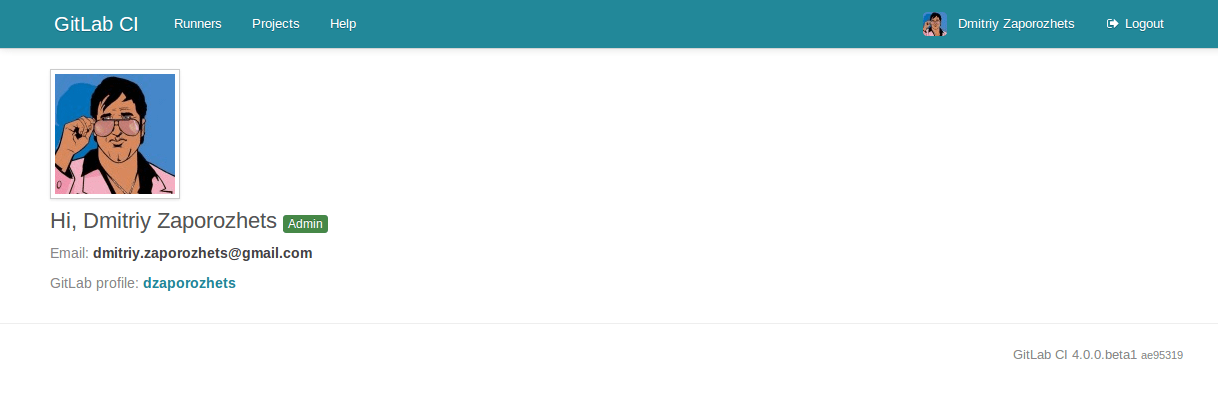 GitLab CI Runners Projects Help Dmitriy Zaporozhets Logout
Hi, Dmitriy Zaporozhets Admin
Email: dmitriy.zaporozhets@gmail.com
GitLab profile: dzaporozhets
GitLab CI 4.0.0.beta1 ae95319